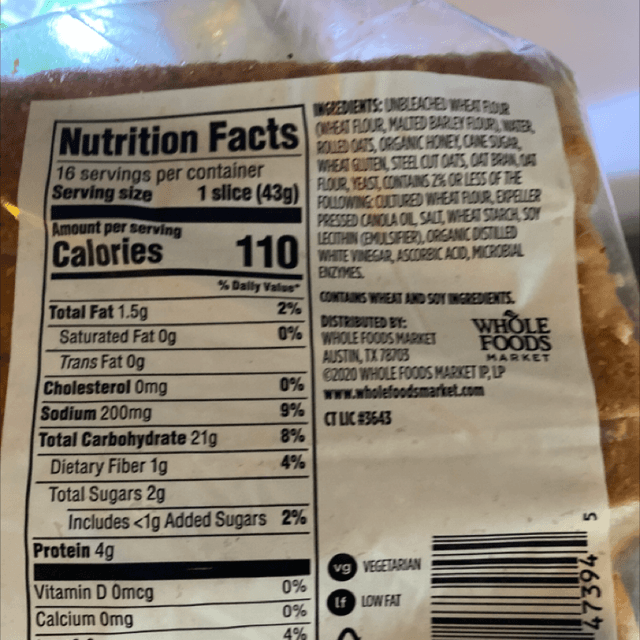 Nutrition Facts
16 servings per container
Serving size 1 slice (43g)
Amount per serving
Calories 110
% Daily Value*
Total Fat 1.5g 2%
Saturated Fat 0g 0%
Trans Fat 0g
Cholesterol 0mg 0%
Sodium 200mg 9%
Total Carbohydrate 21g 8%
Dietary Fiber 1g 4%
Total Sugars 2g
Includes <1g Added Sugars 2%
Protein 4g
Vitamin D 0mcg 0%
Calcium 0mg 0%
4%
INGREDIENTS: UNBLEACHED WHEAT FLOUR
(WHEAT FLOUR, MALTED BARLEY FLOUR), WATER,
ROLLED OATS, ORGANIC HONEY, CANE SUGAR,
WHEAT GLUTEN, STEEL CUT OATS, OAT BRAN, OAT
FLOUR, YEAST, CONTAINS 2% OR LESS OF THE
FOLLOWING: CULTURED WHEAT FLOUR, EXPELLER
PRESSED CANOLA OIL, SALT, WHEAT STARCH, SOY
LECITHIN (EMULSIFIER), ORGANIC DISTILLED
WHITE VINEGAR, ASCORBIC ACID, MICROBIAL
ENZYMES.
CONTAINS WHEAT AND SOY INGREDIENTS.
DISTRIBUTED BY:
WHOLE FOODS MARKET
AUSTIN, TX 78703
©2020 WHOLE FOODS MARKET IP, LP
www.wholefoodsmarket.com
CT LIC #3643
WHOLE
FOODS
MARKET
vg VEGETARIAN
lf LOW FAT
47394 5